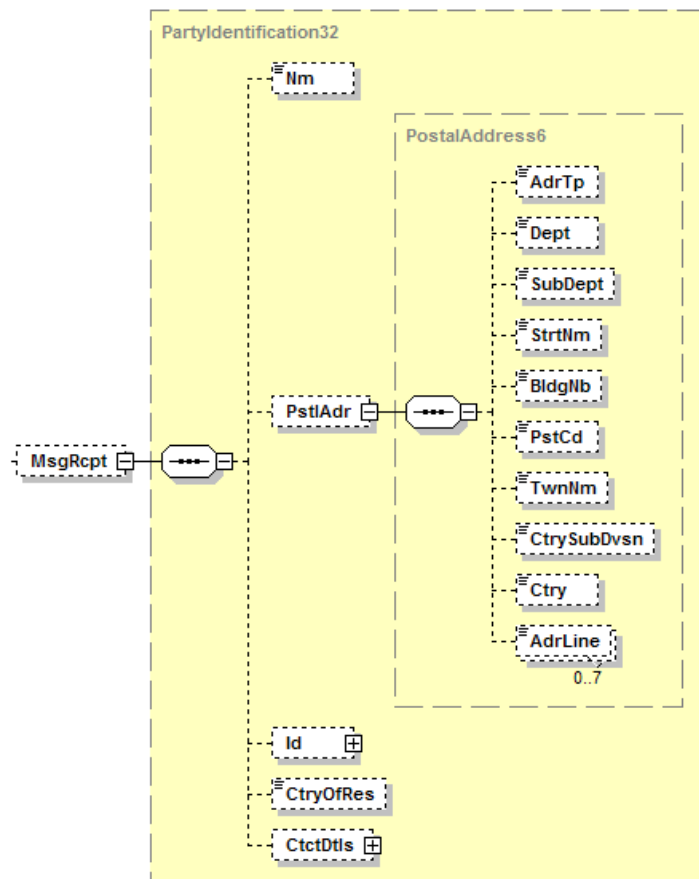 PartyIdentification32
Nm
PostalAddress6
AdrTp
Dept
SubDept
StrtNm
BldgNb
PstlAdr
PstCd
MsgRcpt
TwnNm
CtrySubDvsn
Ctry
AdrLine
0..7
Id
CtryOfRes
CtctDtls